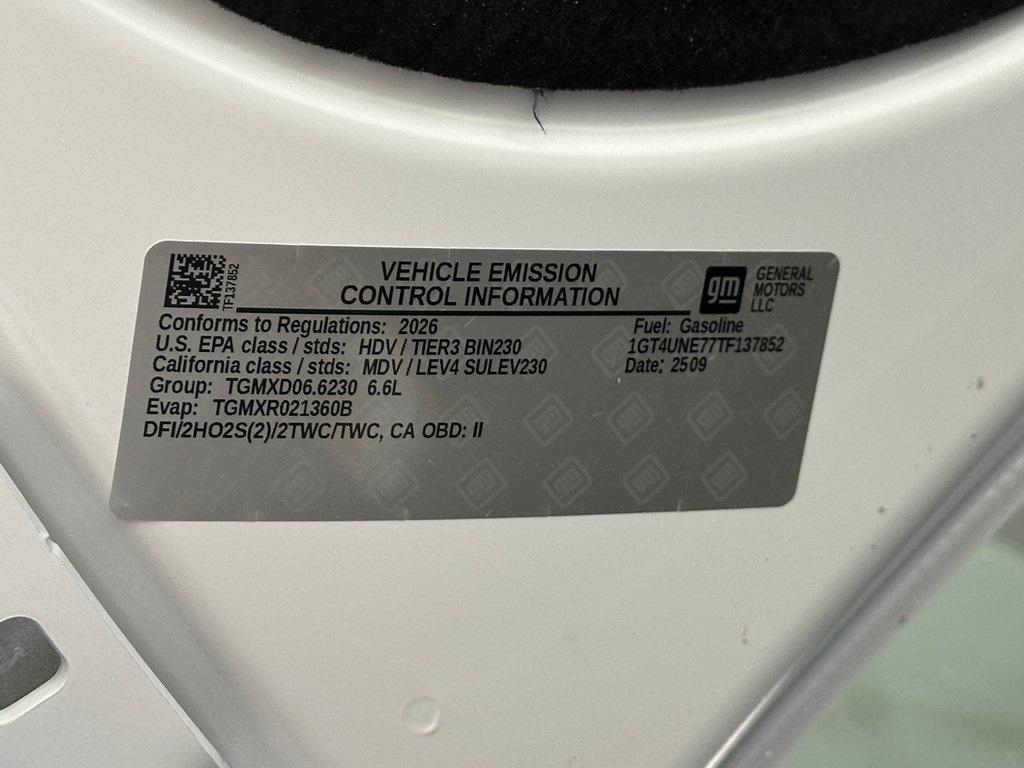 VEHICLE EMISSION
CONTROL INFORMATION
TF137852
gm
GENERAL
MOTORS
LLC
Conforms to Regulations: 2026
Fuel: Gasoline
U.S. EPA class / stds: HDV / TIER3 BIN230
1GT4UNE77TF137852
California class / stds: MDV / LEV4 SULEV230
Date: 2509
Group: TGMXD06.6230 6.6L
Evap: TGMXR021360B
DFI/2HO2S(2)/2TWC/TWC, CA OBD: II